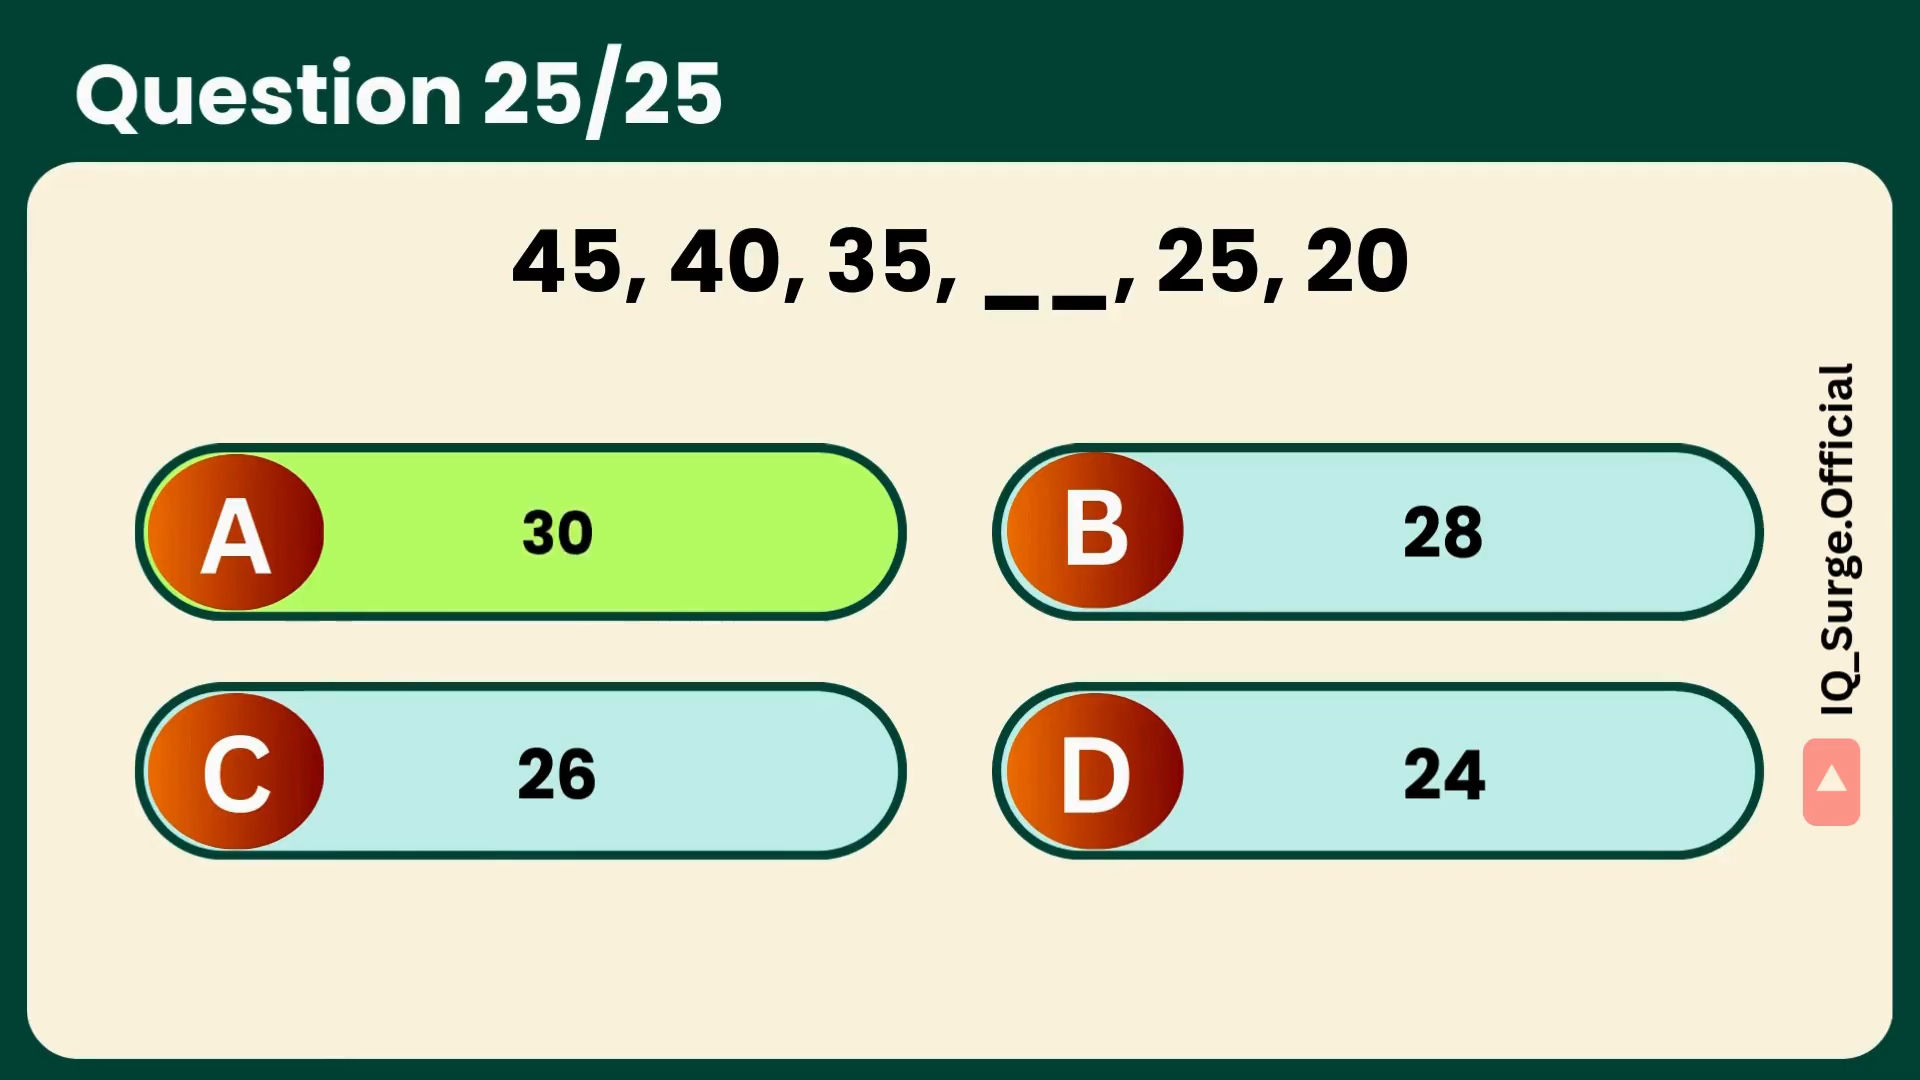 Question 25/25
45, 40, 35, __, 25, 20
A 30
B 28
C 26
D 24
IQ_Surge.Official